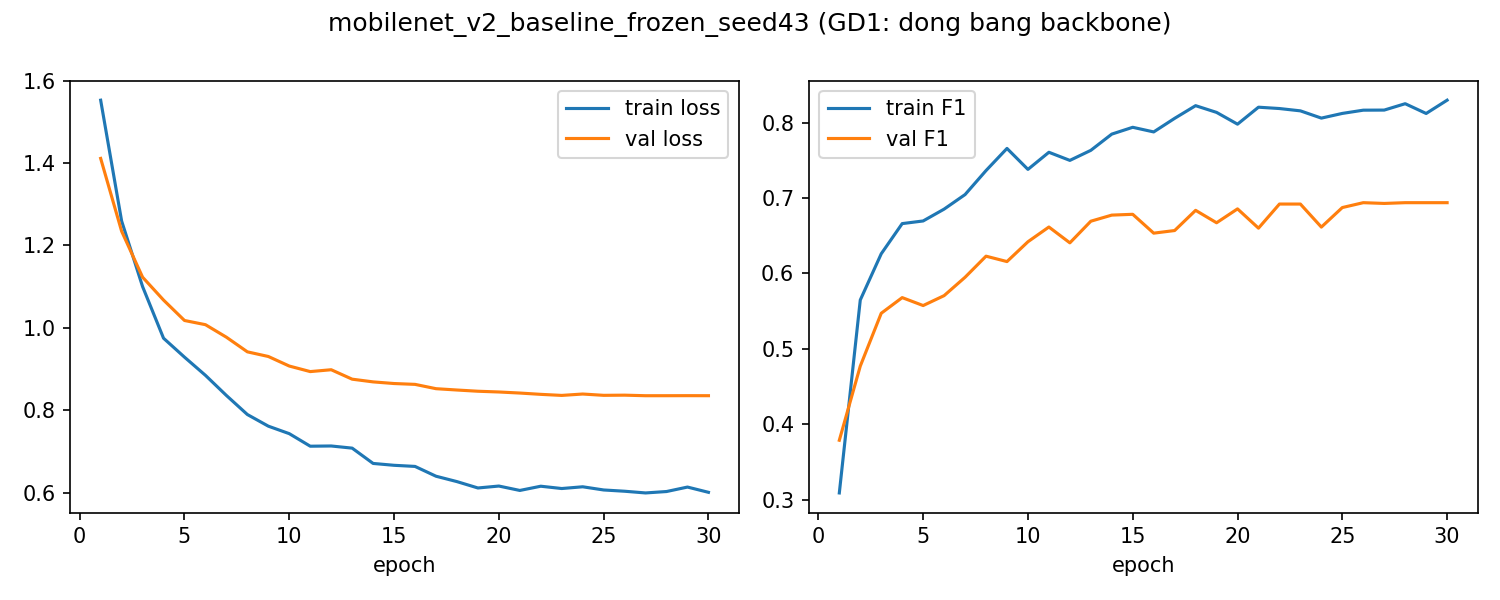 mobilenet_v2_baseline_frozen_seed43 (GD1: dong bang backbone)
1.6
1.4
1.2
1.0
0.8
0.6
0 5 10 15 20 25 30
epoch
train loss
val loss
0.8
0.7
0.6
0.5
0.4
0.3
0 5 10 15 20 25 30
epoch
train F1
val F1